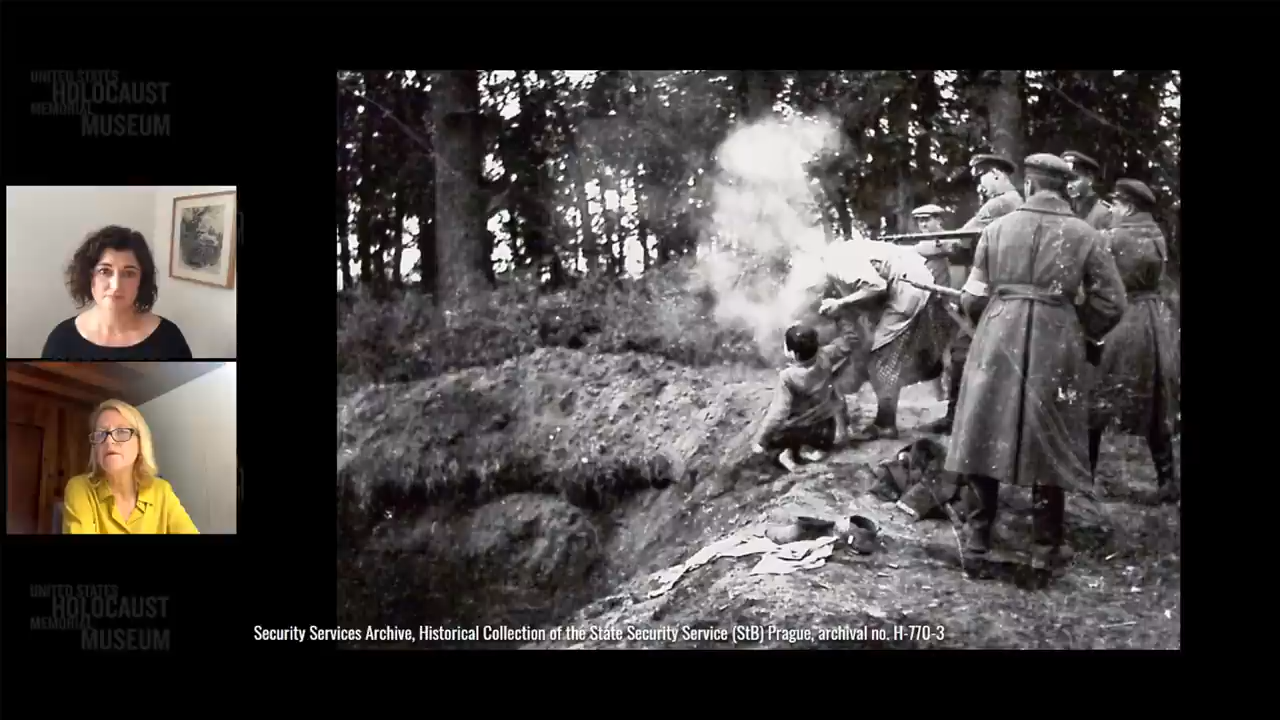 UNITED STATES
HOLOCAUST
MEMORIAL
MUSEUM
Security Services Archive, Historical Collection of the State Security Service (StB) Prague, archival no. H-770-3
UNITED STATES
HOLOCAUST
MEMORIAL
MUSEUM